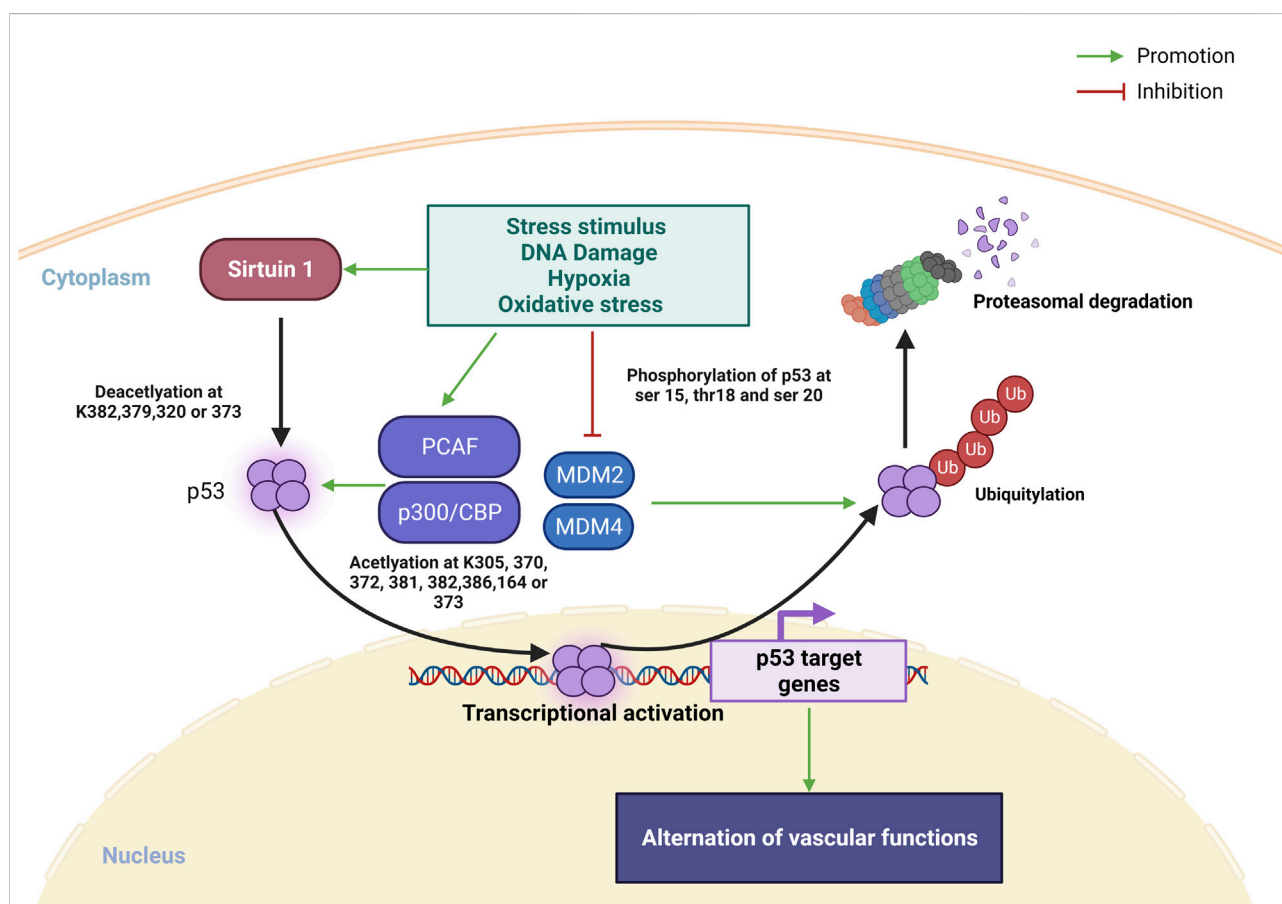 Promotion
Inhibition
Stress stimulus
DNA Damage
Hypoxia
Oxidative stress
Sirtuin 1
Cytoplasm
Proteasomal degradation
Deacetlyation at
K382,379,320 or 373
Phosphorylation of p53 at
ser 15, thr18 and ser 20
Ub
Ub
Ub
Ub
PCAF
p300/CBP
MDM2
MDM4
p53
Ubiquitylation
Acetlyation at K305, 370,
372, 381, 382,386,164 or
373
p53 target
genes
Transcriptional activation
Alternation of vascular functions
Nucleus